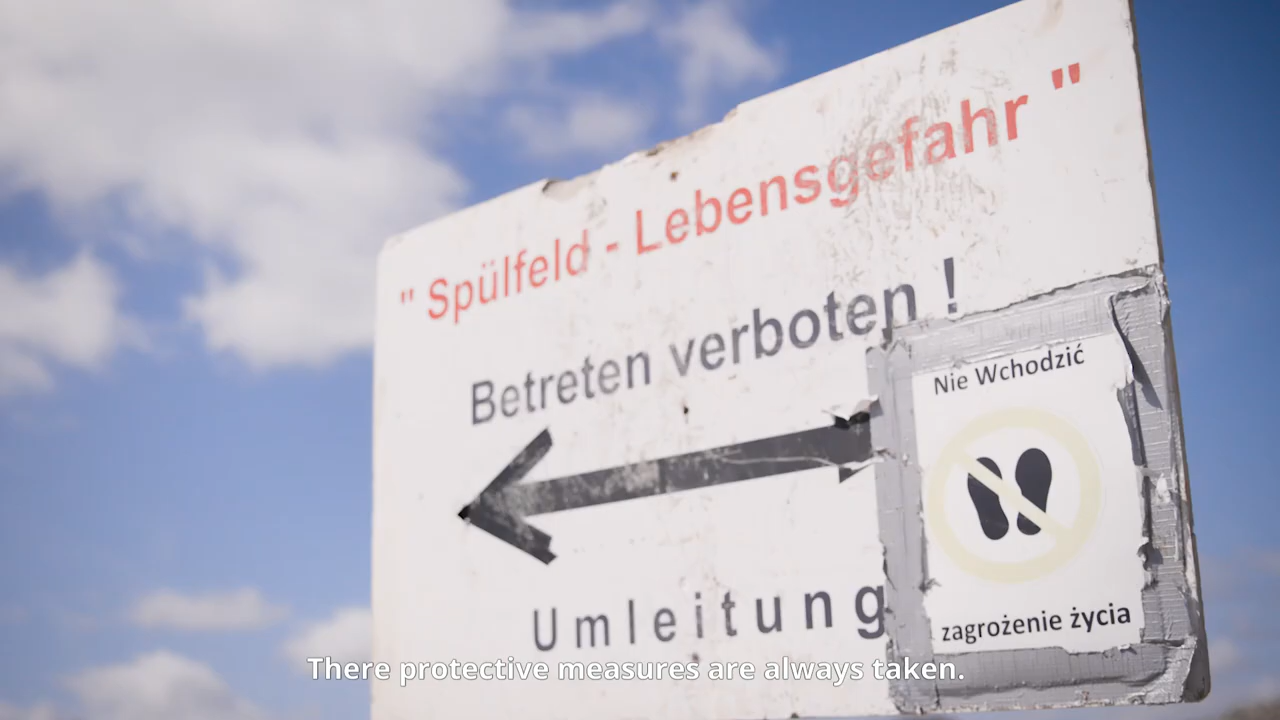 " Spülfeld - Lebensgefahr "
Betreten verboten !
Umleitung
Nie Wchodzić
zagrożenie życia
There protective measures are always taken.